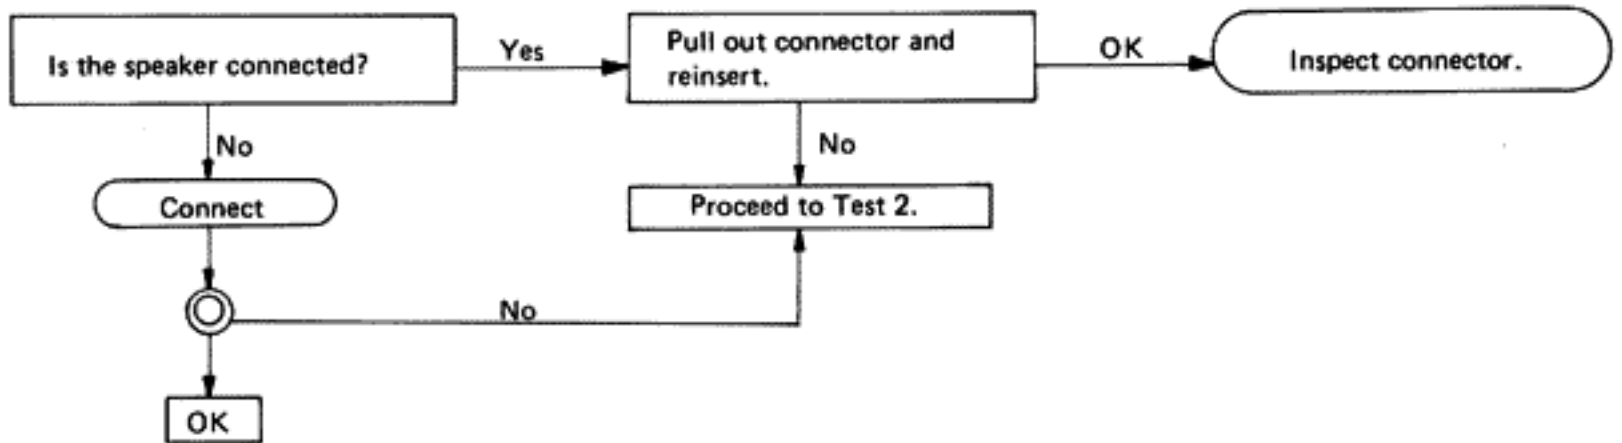 Is the speaker connected?
Yes
Pull out connector and
reinsert.
OK
Inspect connector.
No
No
Connect
Proceed to Test 2.
No
OK